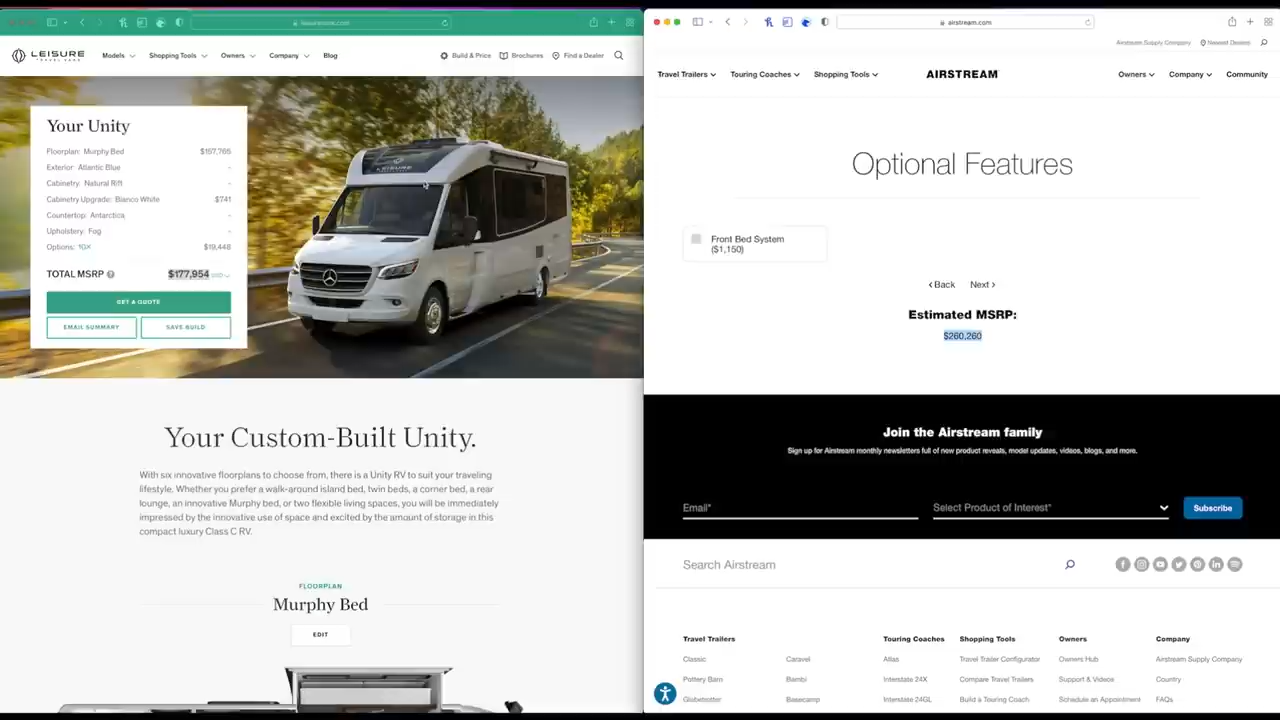 leisurevans.com
LEISURE
TRAVEL VANS
Models
Shopping Tools
Owners
Company
Blog
Build & Price
Brochures
Find a Dealer
Your Unity
Floorplan: Murphy Bed $157,765
Exterior: Atlantic Blue -
Cabinetry: Natural Rift -
Cabinetry Upgrade: Bianco White $741
Countertop: Antarctica -
Upholstery: Fog -
Options: $19,448
TOTAL MSRP ? $177,954 USD
GET A QUOTE
EMAIL SUMMARY
SAVE BUILD
LEISURE
Your Custom-Built Unity.
With six innovative floorplans to choose from, there is a Unity RV to suit your traveling
lifestyle. Whether you prefer a walk-around island bed, twin beds, a corner bed, a rear
lounge, an innovative Murphy bed, or two flexible living spaces, you will be immediately
impressed by the innovative use of space and excited by the amount of storage in this
compact luxury Class C RV.
FLOORPLAN
Murphy Bed
EDIT
airstream.com
Airstream Supply Company
Nearest Dealers
Travel Trailers
Touring Coaches
Shopping Tools
AIRSTREAM
Owners
Company
Community
Optional Features
Front Bed System
($1,150)
Back
Next
Estimated MSRP:
$260,260
Join the Airstream family
Sign up for Airstream monthly newsletters full of new product reveals, model updates, videos, blogs, and more.
Email*
Select Product of Interest*
Subscribe
Search Airstream
Travel Trailers
Touring Coaches
Shopping Tools
Owners
Company
Classic
Caravel
Atlas
Travel Trailer Configurator
Owners Hub
Airstream Supply Company
Pottery Barn
Bambi
Interstate 24X
Compare Travel Trailers
Support & Videos
Country
Globetrotter
Basecamp
Interstate 24GL
Build a Touring Coach
Schedule an Appointment
FAQs